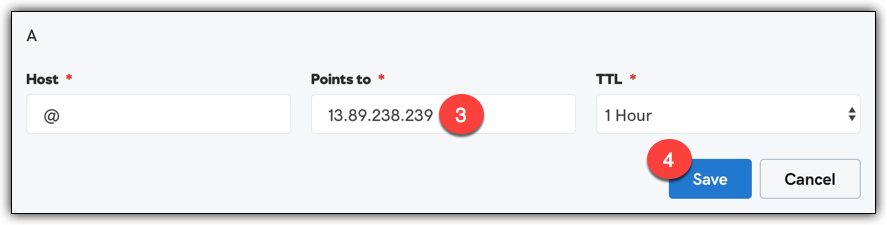 A
Host * Points to * TTL *
@ 13.89.238.239 3 1 Hour
4 Save Cancel